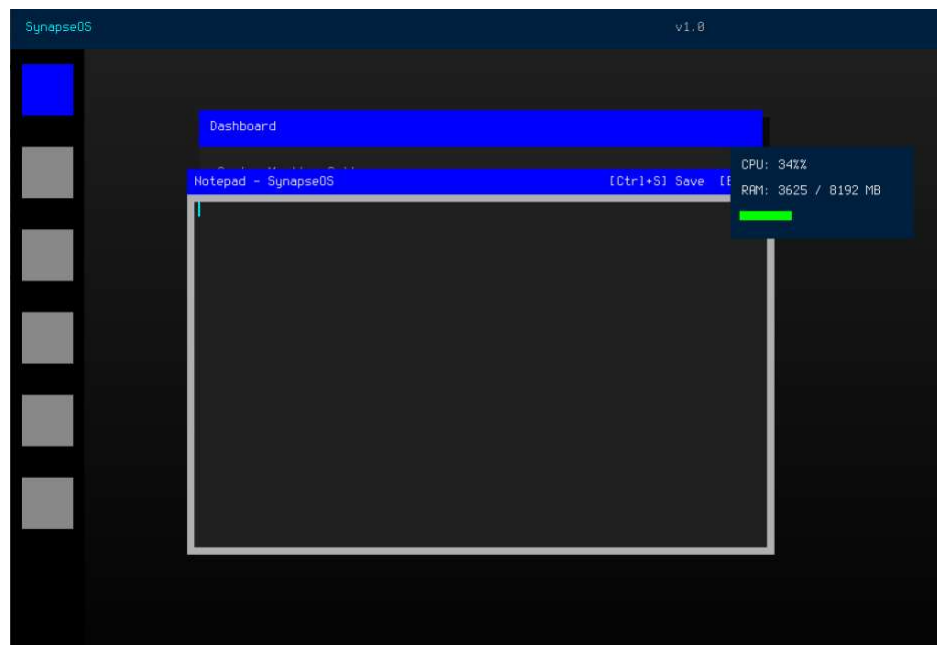 SynapseOS v1.0
Dashboard
Notepad - SynapseOS [Ctrl+S] Save
CPU: 34%%
RAM: 3625 / 8192 MB